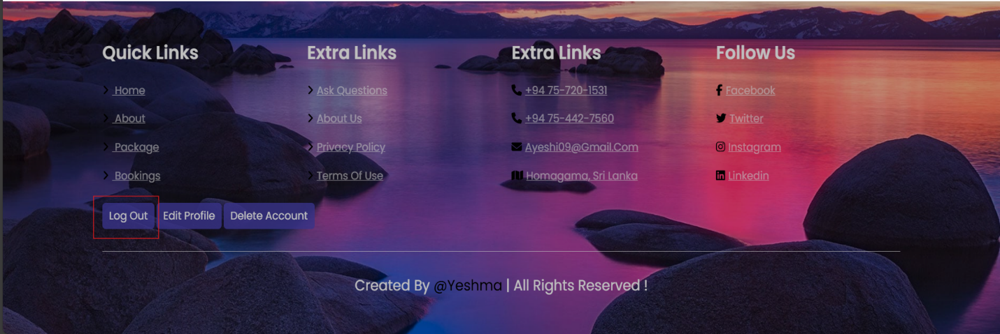 Quick Links
Home
About
Package
Bookings
Extra Links
Ask Questions
About Us
Privacy Policy
Terms Of Use
Extra Links
+94 75-720-1531
+94 75-442-7560
Ayeshi09@Gmail.Com
Homagama, Sri Lanka
Follow Us
Facebook
Twitter
Instagram
Linkedin
Log Out Edit Profile Delete Account
Created By @Yeshma | All Rights Reserved !